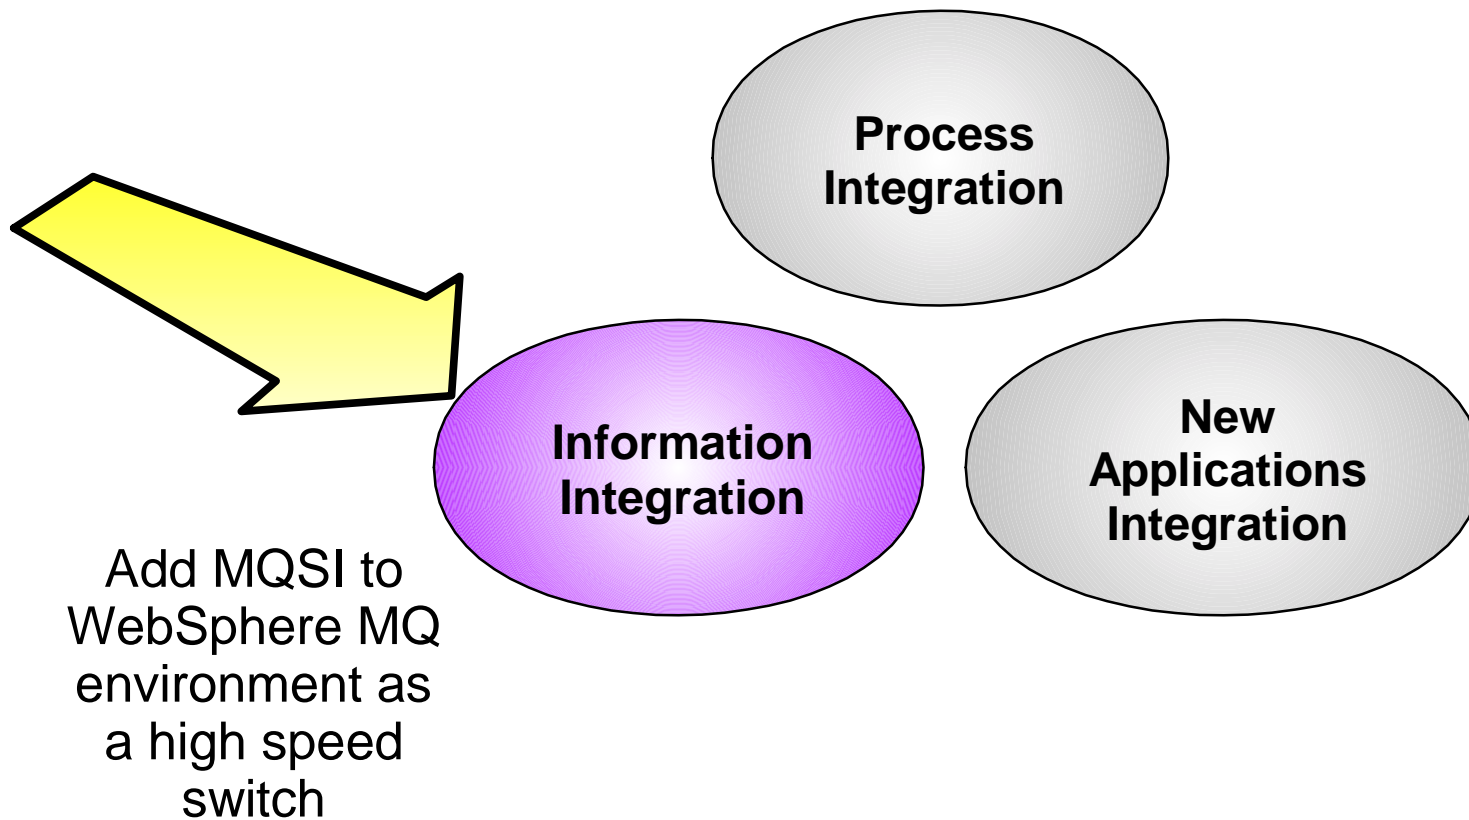 Process
Integration
Information
Integration
New
Applications
Integration
Add MQSI to
WebSphere MQ
environment as
a high speed
switch